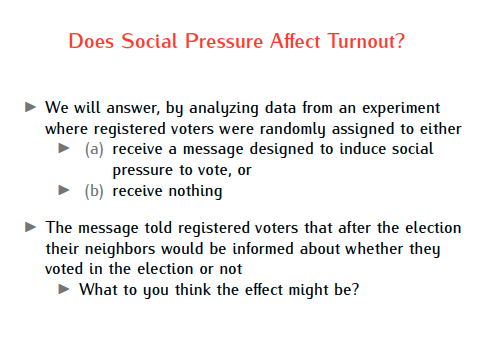 Does Social Pressure Affect Turnout?
We will answer, by analyzing data from an experiment
where registered voters were randomly assigned to either
(a) receive a message designed to induce social
pressure to vote, or
(b) receive nothing
The message told registered voters that after the election
their neighbors would be informed about whether they
voted in the election or not
What to you think the effect might be?